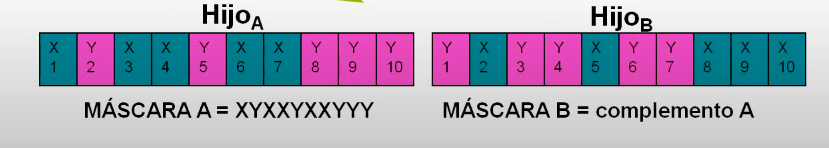 Hijo_A Hijo_B
X Y X X Y X X Y Y Y Y X Y Y X Y Y X X X
1 2 3 4 5 6 7 8 9 10 1 2 3 4 5 6 7 8 9 10
MÁSCARA A = XYXXYXXYYY MÁSCARA B = complemento A